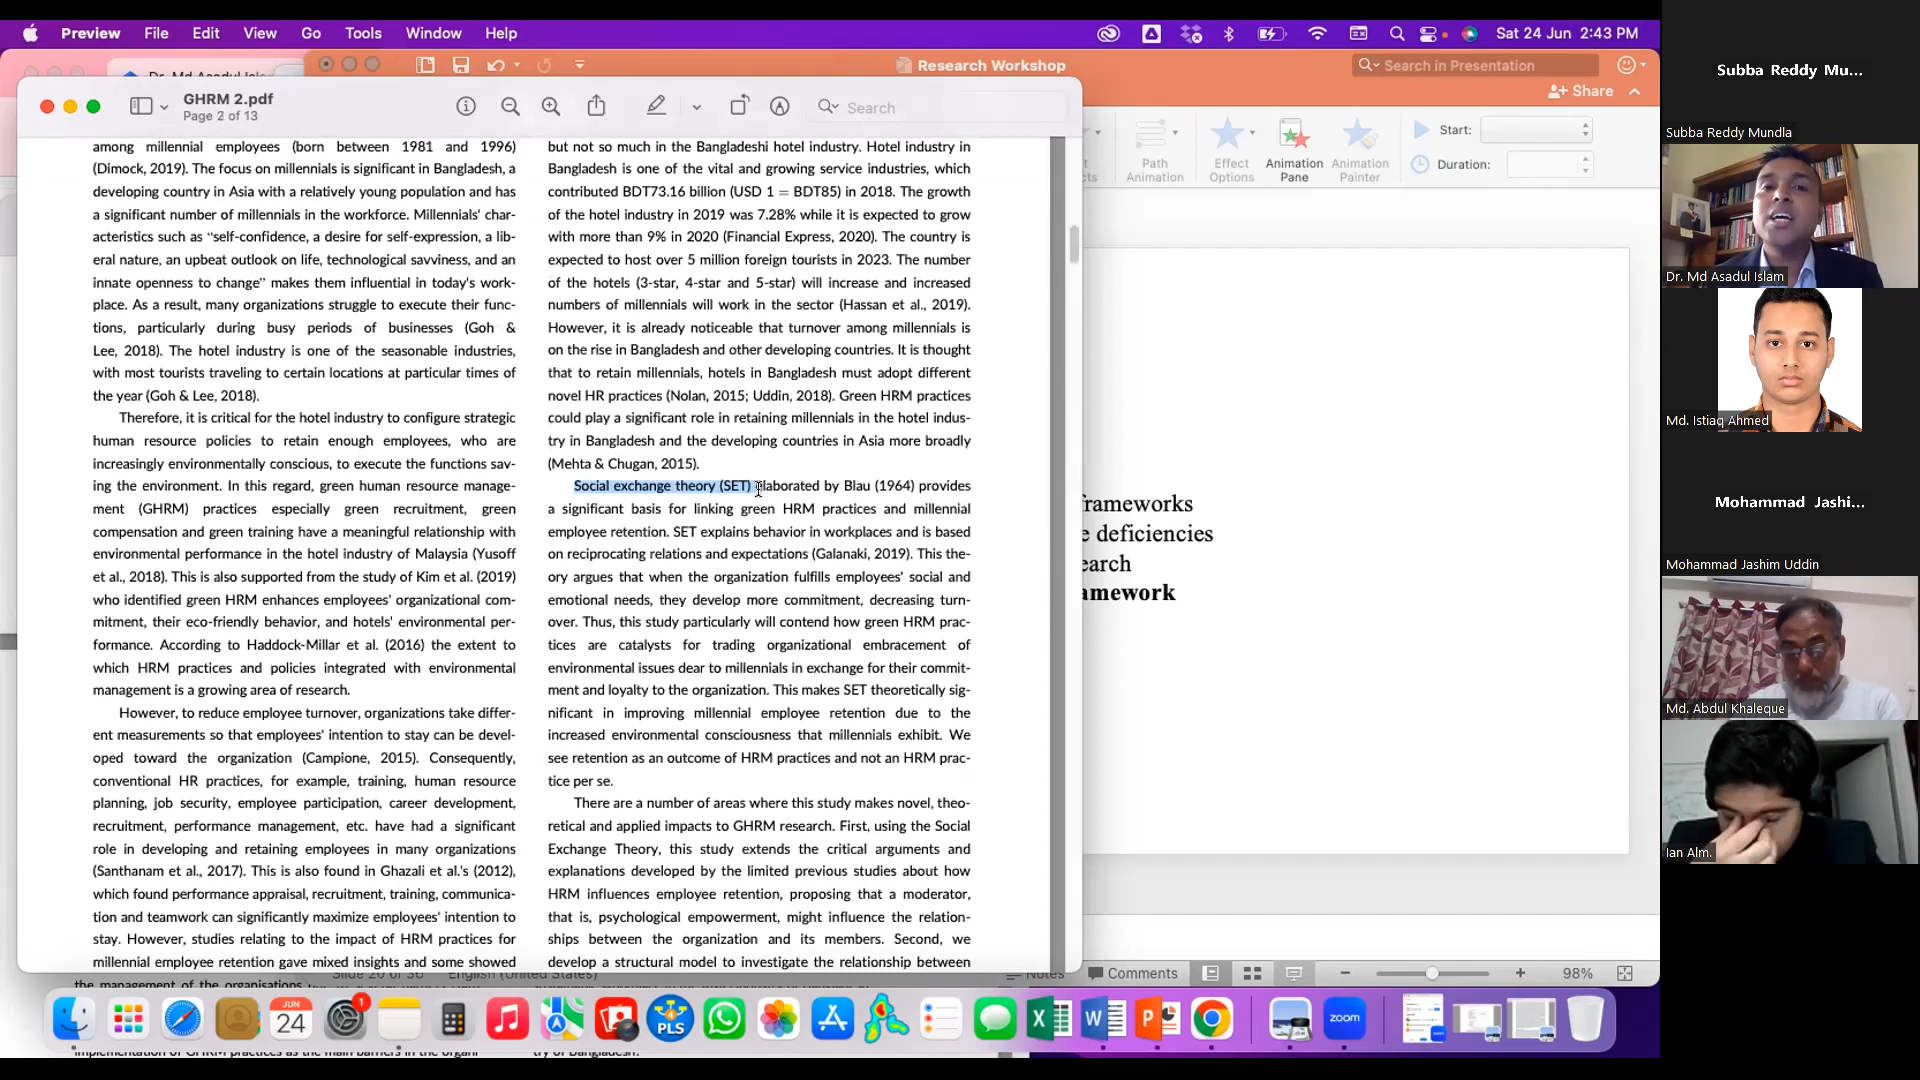 Preview File Edit View Go Tools Window Help
Sat 24 Jun 2:43 PM
Dr. Md Asadul Islam
Research Workshop
Search in Presentation
Share
GHRM 2.pdf
Page 2 of 13
Search
Path
Animation
Effect
Options
Animation
Pane
Animation
Painter
Start:
Duration:
among millennial employees (born between 1981 and 1996)
(Dimock, 2019). The focus on millennials is significant in Bangladesh, a
developing country in Asia with a relatively young population and has
a significant number of millennials in the workforce. Millennials' char-
acteristics such as “self-confidence, a desire for self-expression, a lib-
eral nature, an upbeat outlook on life, technological savviness, and an
innate openness to change” makes them influential in today's work-
place. As a result, many organizations struggle to execute their func-
tions, particularly during busy periods of businesses (Goh &
Lee, 2018). The hotel industry is one of the seasonable industries,
with most tourists traveling to certain locations at particular times of
the year (Goh & Lee, 2018).
Therefore, it is critical for the hotel industry to configure strategic
human resource policies to retain enough employees, who are
increasingly environmentally conscious, to execute the functions sav-
ing the environment. In this regard, green human resource manage-
ment (GHRM) practices especially green recruitment, green
compensation and green training have a meaningful relationship with
environmental performance in the hotel industry of Malaysia (Yusoff
et al., 2018). This is also supported from the study of Kim et al. (2019)
who identified green HRM enhances employees' organizational com-
mitment, their eco-friendly behavior, and hotels' environmental per-
formance. According to Haddock-Millar et al. (2016) the extent to
which HRM practices and policies integrated with environmental
management is a growing area of research.
However, to reduce employee turnover, organizations take differ-
ent measurements so that employees' intention to stay can be devel-
oped toward the organization (Campione, 2015). Consequently,
conventional HR practices, for example, training, human resource
planning, job security, employee participation, career development,
recruitment, performance management, etc. have had a significant
role in developing and retaining employees in many organizations
(Santhanam et al., 2017). This is also found in Ghazali et al.'s (2012),
which found performance appraisal, recruitment, training, communica-
tion and teamwork can significantly maximize employees' intention to
stay. However, studies relating to the impact of HRM practices for
millennial employee retention gave mixed insights and some showed
but not so much in the Bangladeshi hotel industry. Hotel industry in
Bangladesh is one of the vital and growing service industries, which
contributed BDT73.16 billion (USD 1 = BDT85) in 2018. The growth
of the hotel industry in 2019 was 7.28% while it is expected to grow
with more than 9% in 2020 (Financial Express, 2020). The country is
expected to host over 5 million foreign tourists in 2023. The number
of the hotels (3-star, 4-star and 5-star) will increase and increased
numbers of millennials will work in the sector (Hassan et al., 2019).
However, it is already noticeable that turnover among millennials is
on the rise in Bangladesh and other developing countries. It is thought
that to retain millennials, hotels in Bangladesh must adopt different
novel HR practices (Nolan, 2015; Uddin, 2018). Green HRM practices
could play a significant role in retaining millennials in the hotel indus-
try in Bangladesh and the developing countries in Asia more broadly
(Mehta & Chugan, 2015).
Social exchange theory (SET) elaborated by Blau (1964) provides
a significant basis for linking green HRM practices and millennial
employee retention. SET explains behavior in workplaces and is based
on reciprocating relations and expectations (Galanaki, 2019). This the-
ory argues that when the organization fulfills employees' social and
emotional needs, they develop more commitment, decreasing turn-
over. Thus, this study particularly will contend how green HRM prac-
tices are catalysts for trading organizational embracement of
environmental issues dear to millennials in exchange for their commit-
ment and loyalty to the organization. This makes SET theoretically sig-
nificant in improving millennial employee retention due to the
increased environmental consciousness that millennials exhibit. We
see retention as an outcome of HRM practices and not an HRM prac-
tice per se.
There are a number of areas where this study makes novel, theo-
retical and applied impacts to GHRM research. First, using the Social
Exchange Theory, this study extends the critical arguments and
explanations developed by the limited previous studies about how
HRM influences employee retention, proposing that a moderator,
that is, psychological empowerment, might influence the relation-
ships between the organization and its members. Second, we
develop a structural model to investigate the relationship between
frameworks
e deficiencies
earch
amework
Slide 20 of 36 English (United States)
Notes
Comments
98%
the management of the organisations
implementation of GHRM practices as the main barriers in the organi
try of Bangladesh.
JUN
24
1
PLS
zoom
Subba Reddy Mu...
Subba Reddy Mundla
Dr. Md Asadul Islam
Md. Istiaq Ahmed
Mohammad Jashi...
Mohammad Jashim Uddin
Md. Abdul Khaleque
Ian Alm.